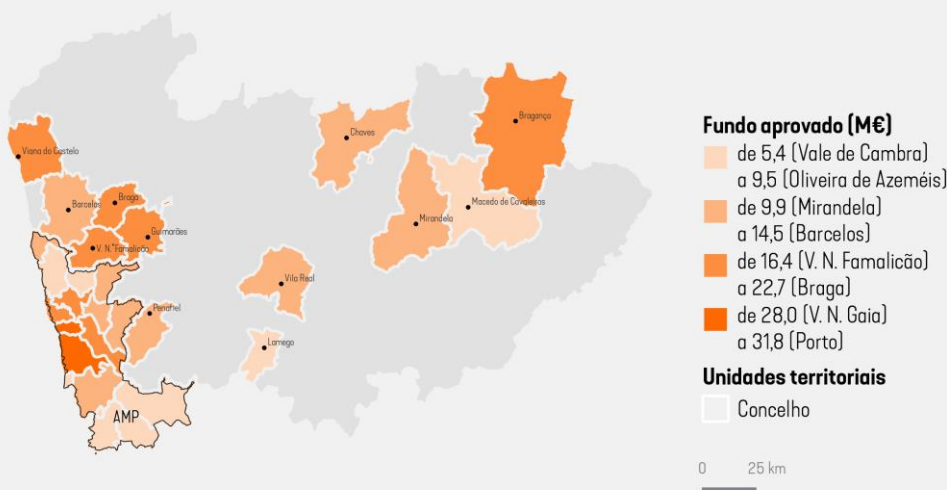 Viana do Castelo
Barcelos
Braga
Guimarães
V. N. Famalicão
Penafiel
Chaves
Bragança
Mirandela
Macedo de Cavaleiros
Vila Real
Lamego
AMP
Fundo aprovado (M€)
de 5,4 (Vale de Cambra)
a 9,5 (Oliveira de Azeméis)
de 9,9 (Mirandela)
a 14,5 (Barcelos)
de 16,4 (V. N. Famalicão)
a 22,7 (Braga)
de 28,0 (V. N. Gaia)
a 31,8 (Porto)
Unidades territoriais
Concelho
0 25 km